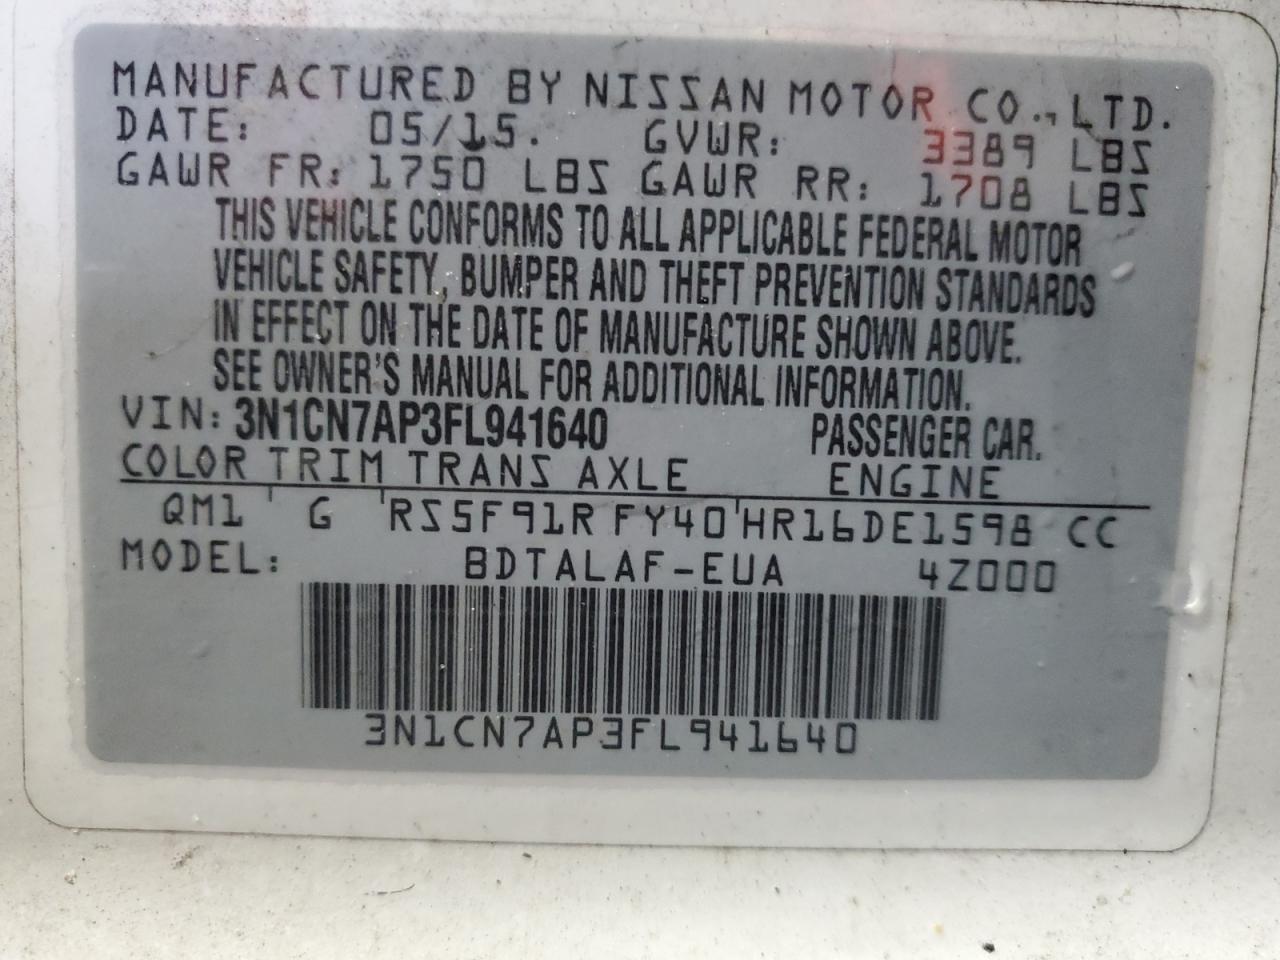 MANUFACTURED BY NISSAN MOTOR CO., LTD.
DATE: 05/15. GVWR: 3389 LBS
GAWR FR: 1750 LBS GAWR RR: 1708 LBS
THIS VEHICLE CONFORMS TO ALL APPLICABLE FEDERAL MOTOR
VEHICLE SAFETY, BUMPER AND THEFT PREVENTION STANDARDS
IN EFFECT ON THE DATE OF MANUFACTURE SHOWN ABOVE.
SEE OWNER'S MANUAL FOR ADDITIONAL INFORMATION.
VIN: 3N1CN7AP3FL941640 PASSENGER CAR.
COLOR TRIM TRANS AXLE ENGINE
QM1 G RS5F91R FY40 HR16DE1598 CC
MODEL: BDTALAF-EUA 4Z000
3N1CN7AP3FL941640